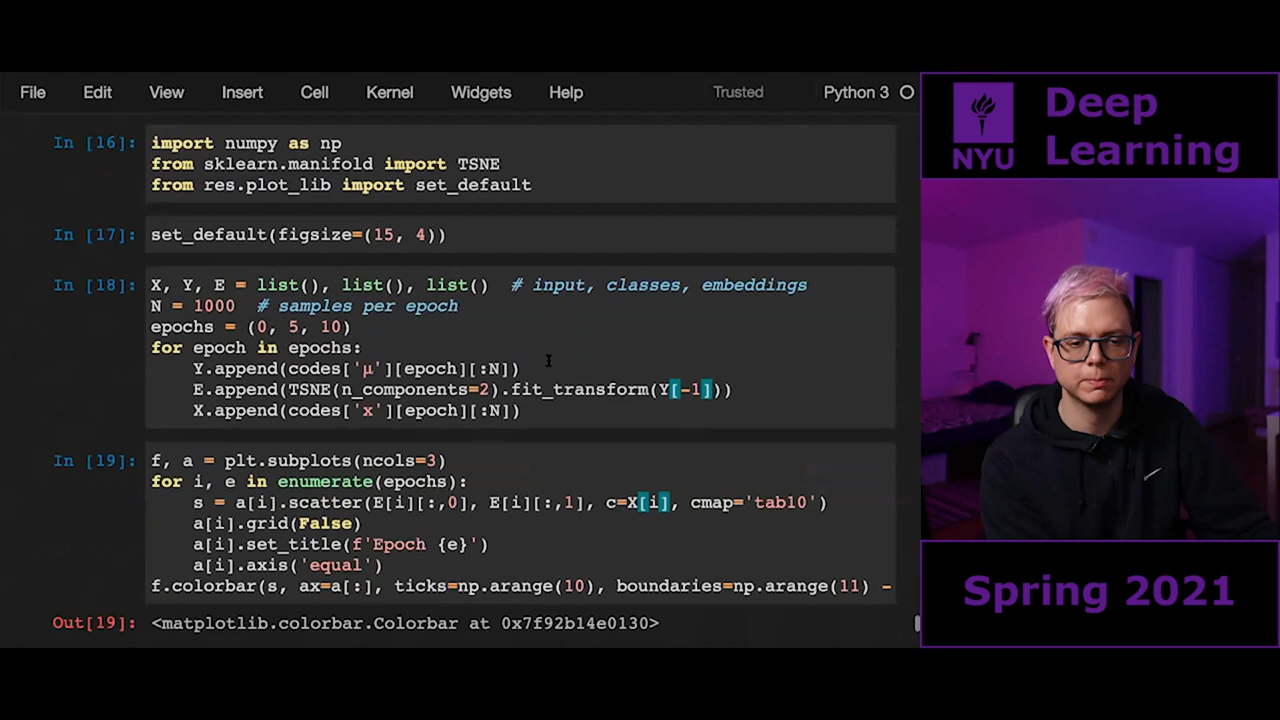 File Edit View Insert Cell Kernel Widgets Help Trusted Python 3
In [16]: import numpy as np
from sklearn.manifold import TSNE
from res.plot_lib import set_default
In [17]: set_default(figsize=(15, 4))
In [18]: X, Y, E = list(), list(), list()  # input, classes, embeddings
N = 1000  # samples per epoch
epochs = (0, 5, 10)
for epoch in epochs:
    Y.append(codes['μ'][epoch][:N])
    E.append(TSNE(n_components=2).fit_transform(Y[-1]))
    X.append(codes['x'][epoch][:N])
In [19]: f, a = plt.subplots(ncols=3)
for i, e in enumerate(epochs):
    s = a[i].scatter(E[i][:,0], E[i][:,1], c=X[i], cmap='tab10')
    a[i].grid(False)
    a[i].set_title(f'Epoch {e}')
    a[i].axis('equal')
f.colorbar(s, ax=a[:], ticks=np.arange(10), boundaries=np.arange(11) -
Out[19]: <matplotlib.colorbar.Colorbar at 0x7f92b14e0130>
NYU
Deep
Learning
Spring 2021